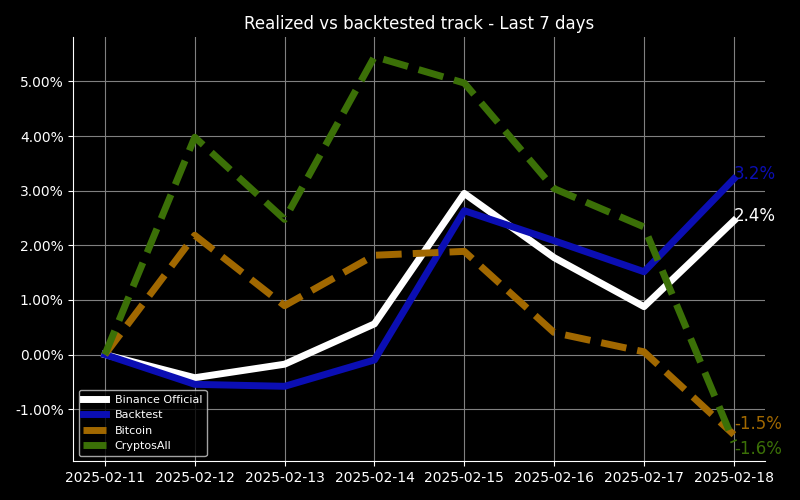 Realized vs backtested track - Last 7 days
5.00%
4.00%
3.00%
2.00%
1.00%
0.00%
-1.00%
3.2%
2.4%
-1.5%
-1.6%
Binance Official
Backtest
Bitcoin
CryptosAll
2025-02-11 2025-02-12 2025-02-13 2025-02-14 2025-02-15 2025-02-16 2025-02-17 2025-02-18